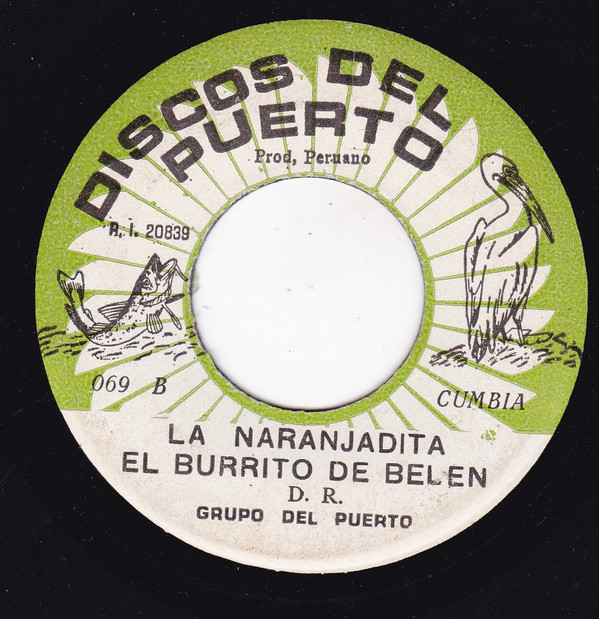 DISCOS DEL
PUERTO
Prod, Peruano
R. I. 20839
069 B
CUMBIA
LA NARANJADITA
EL BURRITO DE BELEN
D. R.
GRUPO DEL PUERTO